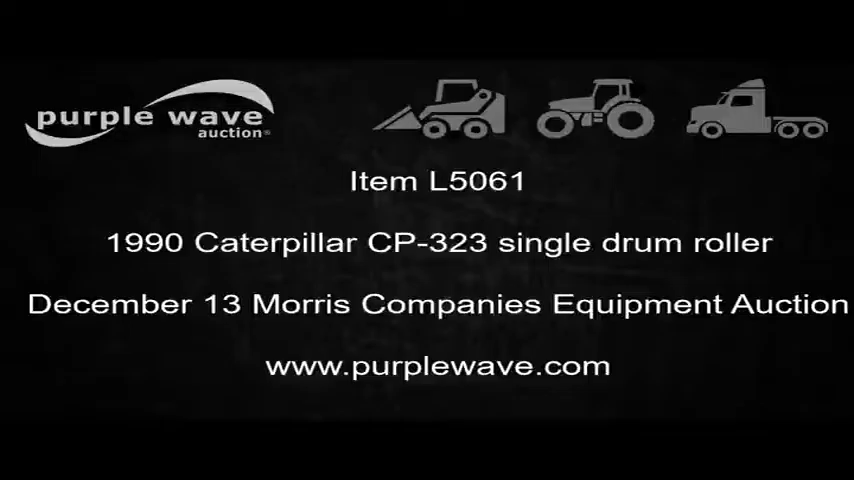 purple wave
auction®
Item L5061
1990 Caterpillar CP-323 single drum roller
December 13 Morris Companies Equipment Auction
www.purplewave.com